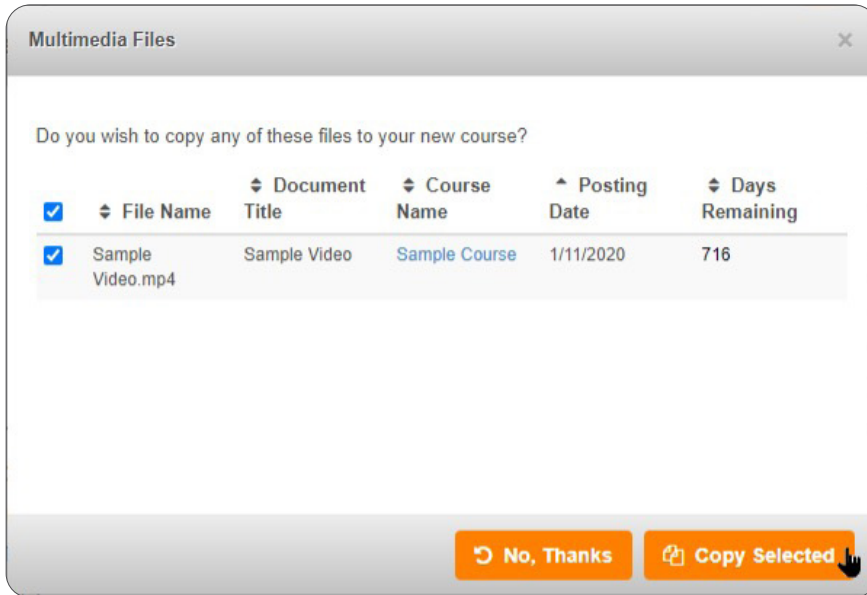 Multimedia Files
Do you wish to copy any of these files to your new course?
File Name
Document Title
Course Name
Posting Date
Days Remaining
Sample Video.mp4
Sample Video
Sample Course
1/11/2020
716
No, Thanks
Copy Selected